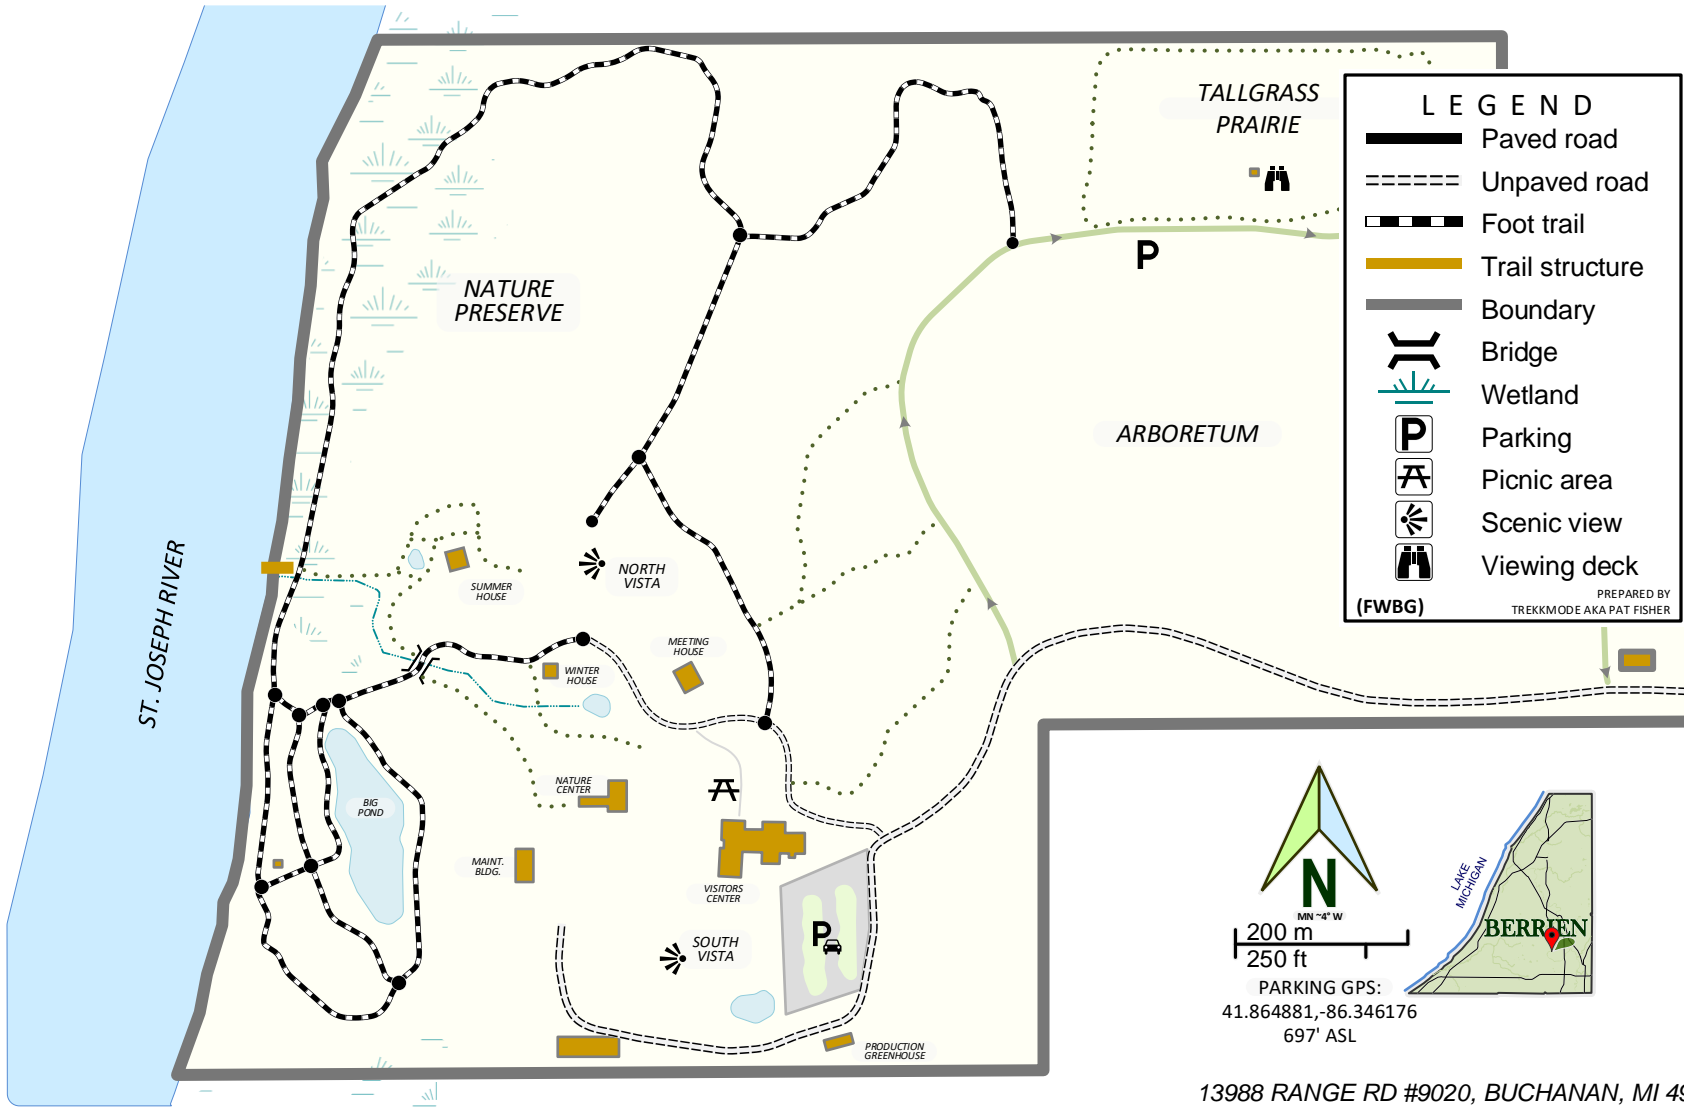 TALLGRASS
PRAIRIE
NATURE
PRESERVE
ARBORETUM
ST. JOSEPH RIVER
SUMMER
HOUSE
NORTH
VISTA
MEETING
HOUSE
WINTER
HOUSE
NATURE
CENTER
BIG
POND
MAINT.
BLDG.
VISITORS
CENTER
SOUTH
VISTA
P
P
PRODUCTION
GREENHOUSE
LEGEND
Paved road
Unpaved road
Foot trail
Trail structure
Boundary
Bridge
Wetland
P Parking
Picnic area
Scenic view
Viewing deck
(FWBG)
PREPARED BY
TREKKMODE AKA PAT FISHER
N
MN ~4° W
200 m
250 ft
PARKING GPS:
41.864881,-86.346176
697' ASL
LAKE
MICHIGAN
BERRIEN
13988 RANGE RD #9020, BUCHANAN, MI 49